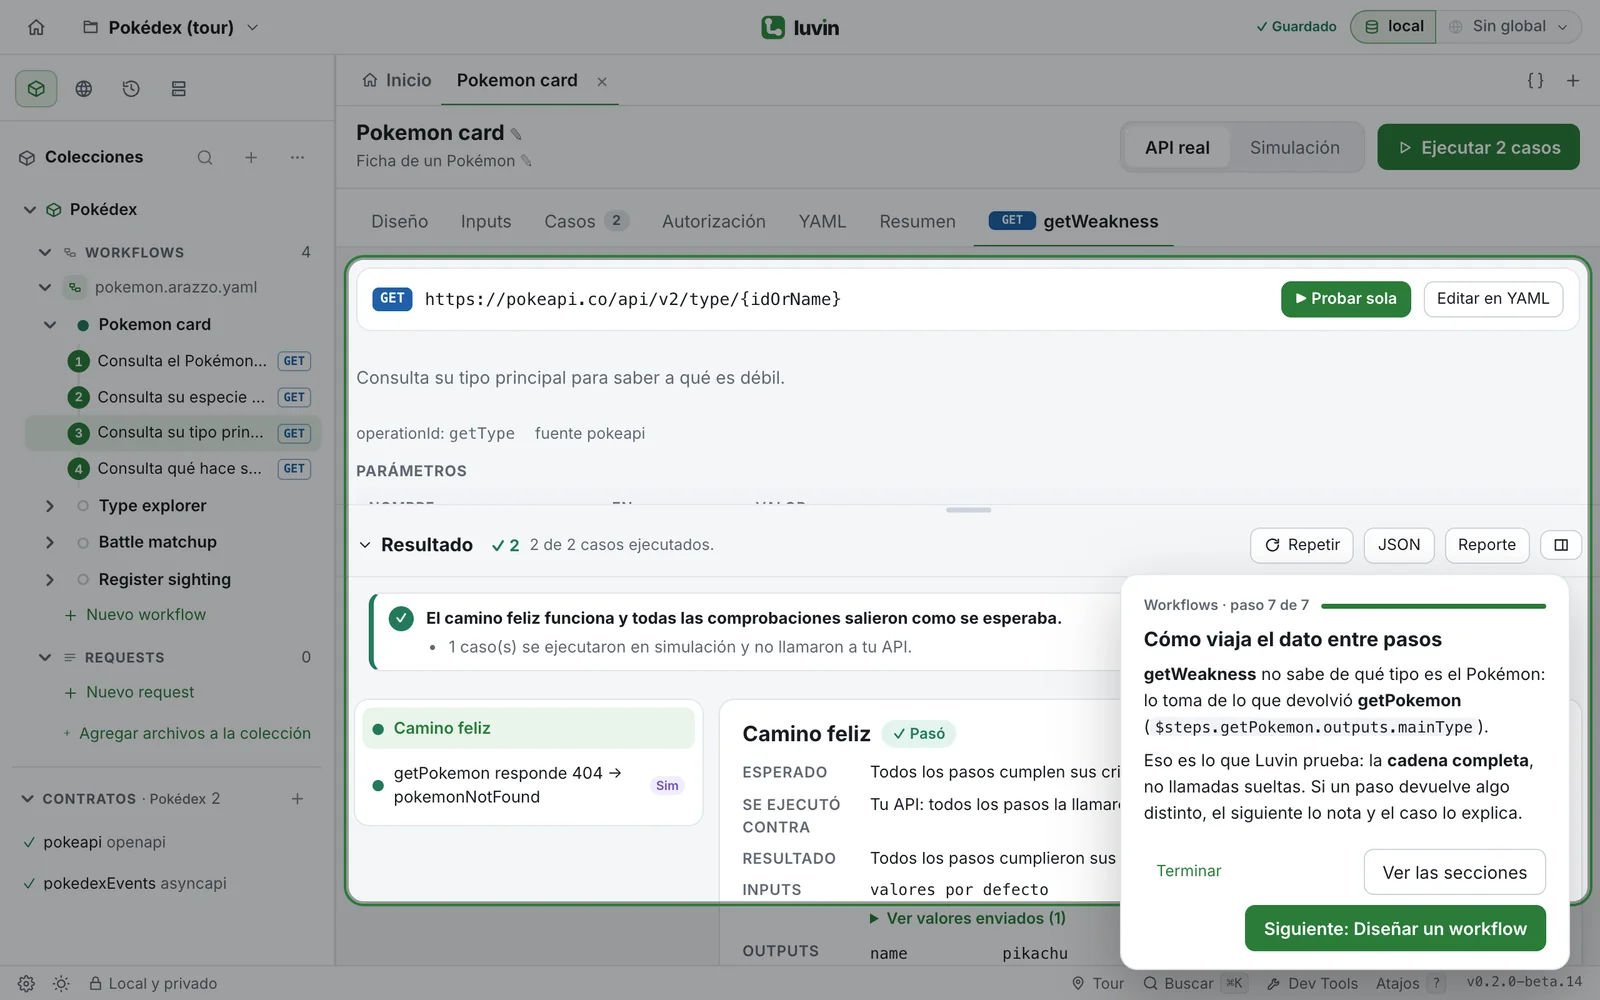 Pokédex (tour)
luvin
Guardado
local
Sin global
Inicio
Pokemon card
Colecciones
Pokédex
WORKFLOWS 4
pokemon.arazzo.yaml
Pokemon card
1 Consulta el Pokémon... GET
2 Consulta su especie ... GET
3 Consulta su tipo prin... GET
4 Consulta qué hace s... GET
Type explorer
Battle matchup
Register sighting
+ Nuevo workflow
REQUESTS 0
+ Nuevo request
+ Agregar archivos a la colección
CONTRATOS · Pokédex 2
pokeapi openapi
pokedexEvents asyncapi
Pokemon card
Ficha de un Pokémon
API real
Simulación
Ejecutar 2 casos
Diseño
Inputs
Casos 2
Autorización
YAML
Resumen
GET getWeakness
GET https://pokeapi.co/api/v2/type/{idOrName}
Probar sola
Editar en YAML
Consulta su tipo principal para saber a qué es débil.
operationId: getType fuente pokeapi
PARÁMETROS
NOMBRE EN VALOR
Resultado 2 2 de 2 casos ejecutados.
Repetir
JSON
Reporte
El camino feliz funciona y todas las comprobaciones salieron como se esperaba.
• 1 caso(s) se ejecutaron en simulación y no llamaron a tu API.
Camino feliz
getPokemon responde 404 →
pokemonNotFound
Sim
Camino feliz Pasó
ESPERADO Todos los pasos cumplen sus cri
SE EJECUTÓ Tu API: todos los pasos la llamar
CONTRA
RESULTADO Todos los pasos cumplieron sus
INPUTS valores por defecto
Ver valores enviados (1)
OUTPUTS name pikachu
Workflows · paso 7 de 7
Cómo viaja el dato entre pasos
getWeakness no sabe de qué tipo es el Pokémon:
lo toma de lo que devolvió getPokemon
( $steps.getPokemon.outputs.mainType ).
Eso es lo que Luvin prueba: la cadena completa,
no llamadas sueltas. Si un paso devuelve algo
distinto, el siguiente lo nota y el caso lo explica.
Terminar
Ver las secciones
Siguiente: Diseñar un workflow
Local y privado
Tour
Buscar ⌘K
Dev Tools
Atajos ?
v0.2.0-beta.14